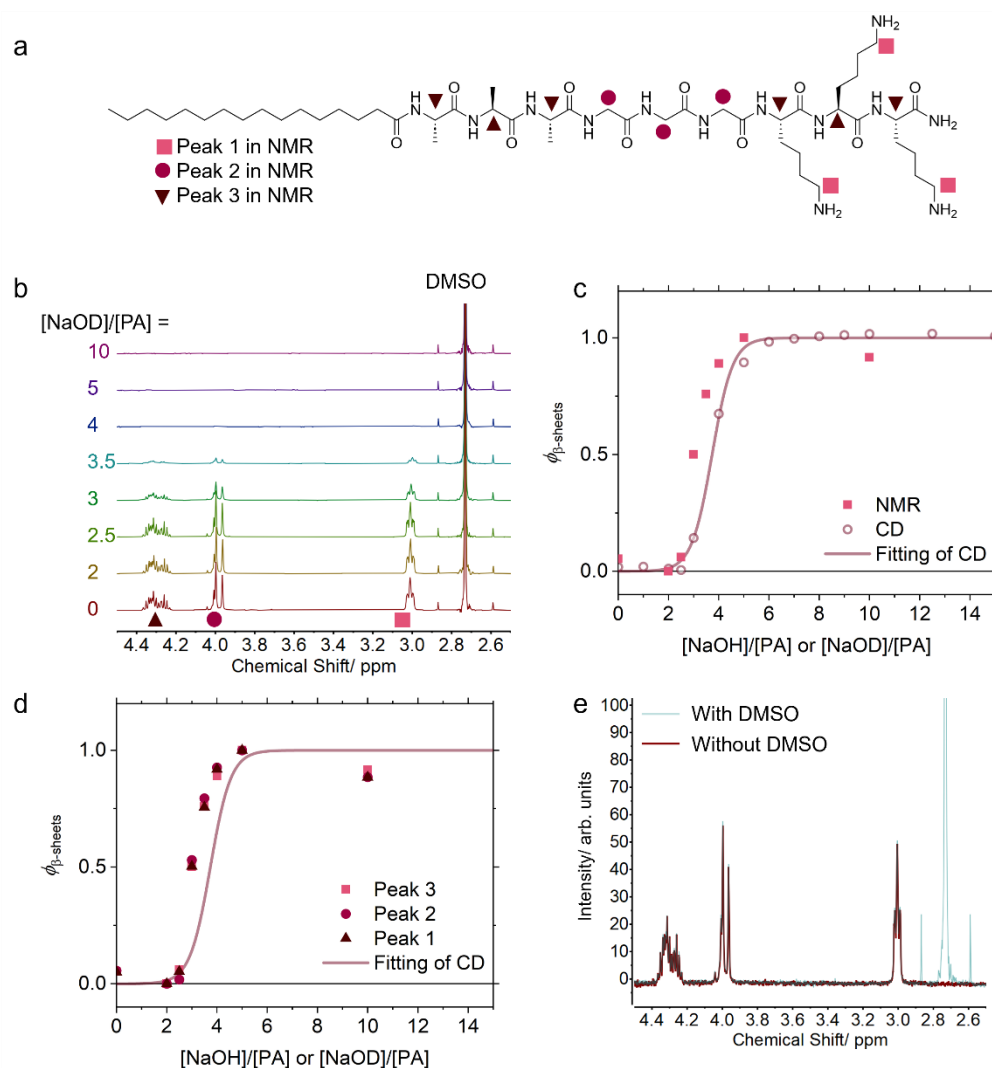 a
NH2
O
H
N
O
N
H
O
H
N
O
N
H
O
H
N
O
N
H
O
H
N
O
N
H
O
H
N
O
NH2
O
NH2
NH2
Peak 1 in NMR
Peak 2 in NMR
Peak 3 in NMR
b
DMSO
[NaOD]/[PA] =
10
5
4
3.5
3
2.5
2
0
4.4 4.2 4.0 3.8 3.6 3.4 3.2 3.0 2.8 2.6
Chemical Shift/ ppm
c
1.0
0.5
0.0
ϕβ-sheets
NMR
CD
Fitting of CD
0 2 4 6 8 10 12 14
[NaOH]/[PA] or [NaOD]/[PA]
d
1.0
0.5
0.0
ϕβ-sheets
Peak 3
Peak 2
Peak 1
Fitting of CD
0 2 4 6 8 10 12 14
[NaOH]/[PA] or [NaOD]/[PA]
e
With DMSO
Without DMSO
100
90
80
70
60
50
40
30
20
10
0
Intensity/ arb. units
4.4 4.2 4.0 3.8 3.6 3.4 3.2 3.0 2.8 2.6
Chemical Shift/ ppm